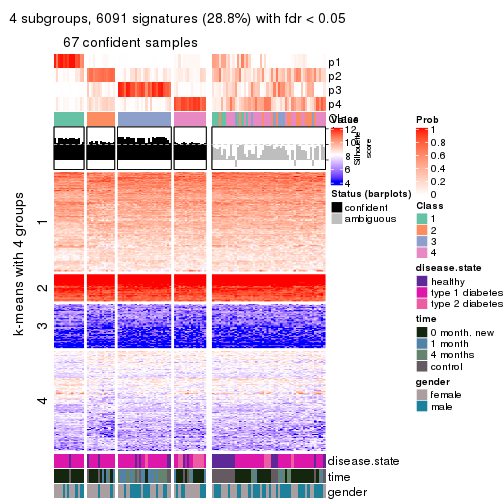 4 subgroups, 6091 signatures (28.8%) with fdr < 0.05
67 confident samples
p1
p2
p3
p4
Class
Value
12
10
8
6
4
Silhouette
score
k-means with 4 groups
1
2
3
4
Status (barplots)
confident
ambiguous
Prob
1
0.8
0.6
0.4
0.2
0
Class
1
2
3
4
disease.state
healthy
type 1 diabetes
type 2 diabetes
time
0 month. new
1 month
4 months
control
gender
female
male
disease.state
time
gender